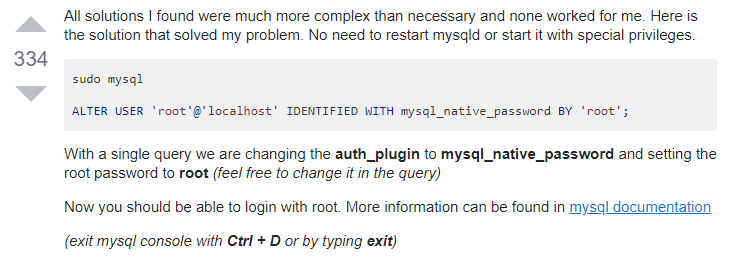 All solutions I found were much more complex than necessary and none worked for me. Here is
the solution that solved my problem. No need to restart mysqld or start it with special privileges.
334
sudo mysql
ALTER USER 'root'@'localhost' IDENTIFIED WITH mysql_native_password BY 'root';
With a single query we are changing the auth_plugin to mysql_native_password and setting the
root password to root (feel free to change it in the query)
Now you should be able to login with root. More information can be found in mysql documentation
(exit mysql console with Ctrl + D or by typing exit)